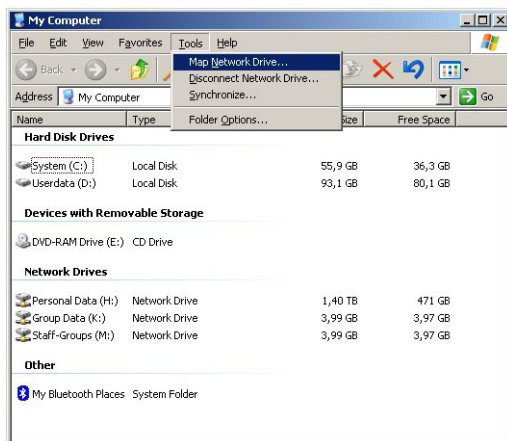 My Computer
File Edit View Favorites Tools Help
Back
Map Network Drive...
Disconnect Network Drive...
Synchronize...
Folder Options...
Address My Computer Go
Name Type Size Free Space
Hard Disk Drives
System (C:) Local Disk 55,9 GB 36,3 GB
Userdata (D:) Local Disk 93,1 GB 80,1 GB
Devices with Removable Storage
DVD-RAM Drive (E:) CD Drive
Network Drives
Personal Data (H:) Network Drive 1,40 TB 471 GB
Group Data (K:) Network Drive 3,99 GB 3,97 GB
Staff-Groups (M:) Network Drive 3,99 GB 3,97 GB
Other
My Bluetooth Places System Folder